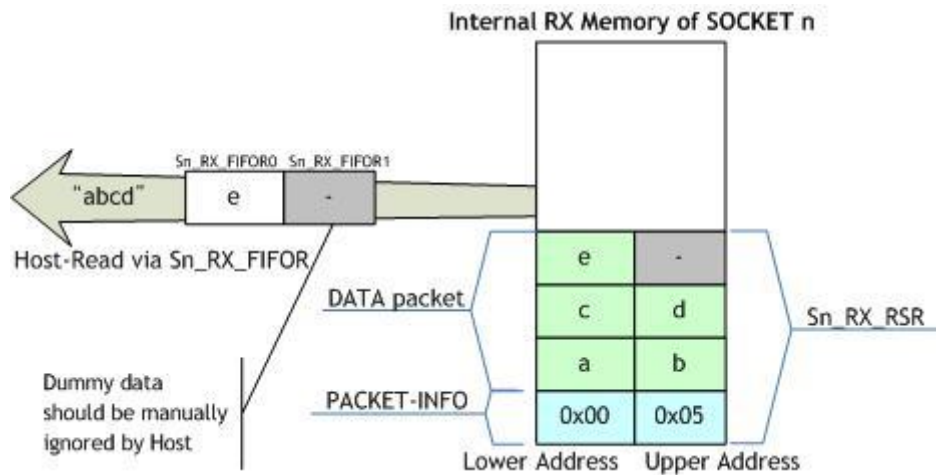 Internal RX Memory of SOCKET n
Sn_RX_FIFOR0 Sn_RX_FIFOR1
"abcd" e -
Host-Read via Sn_RX_FIFOR
e -
DATA packet
c d
Sn_RX_RSR
a b
PACKET-INFO
0x00 0x05
Lower Address Upper Address
Dummy data
should be manually
ignored by Host